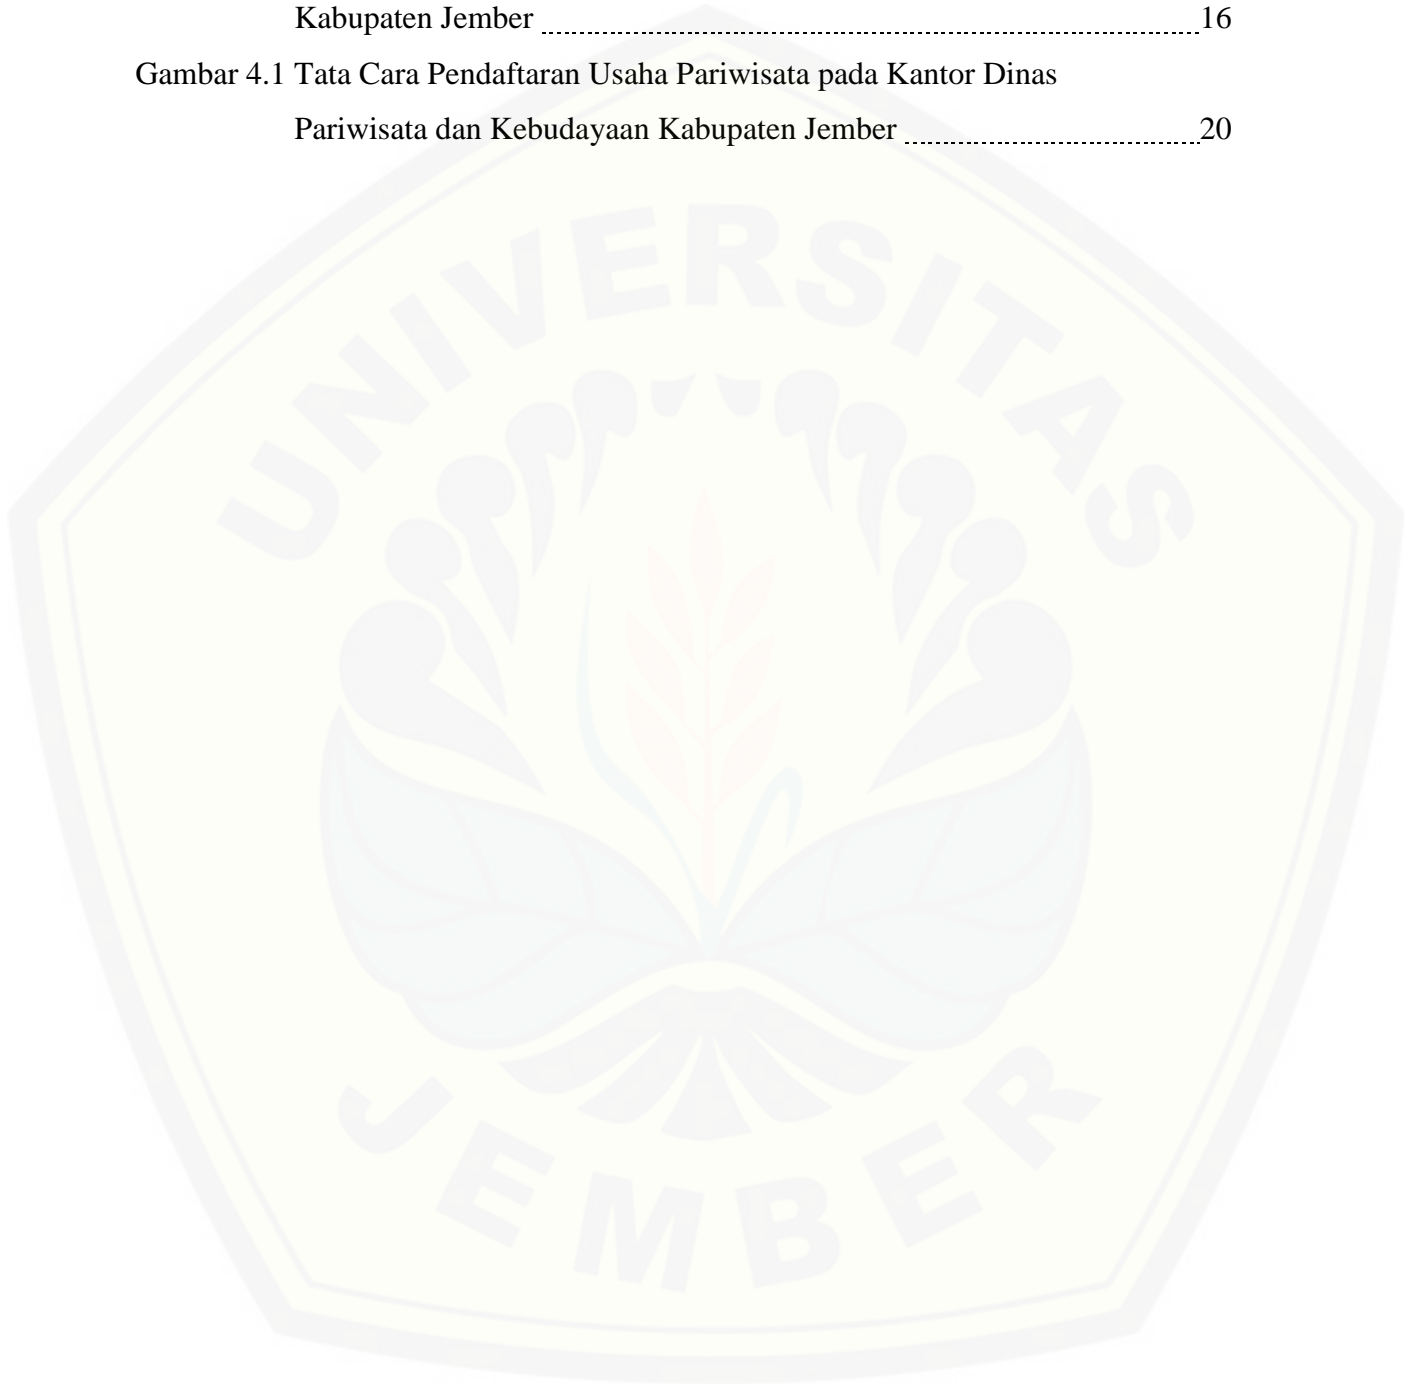 Kabupaten Jember ........................................................................ 16
Gambar 4.1 Tata Cara Pendaftaran Usaha Pariwisata pada Kantor Dinas
Pariwisata dan Kebudayaan Kabupaten Jember ................................ 20
UNIVERSITAS
JEMBER